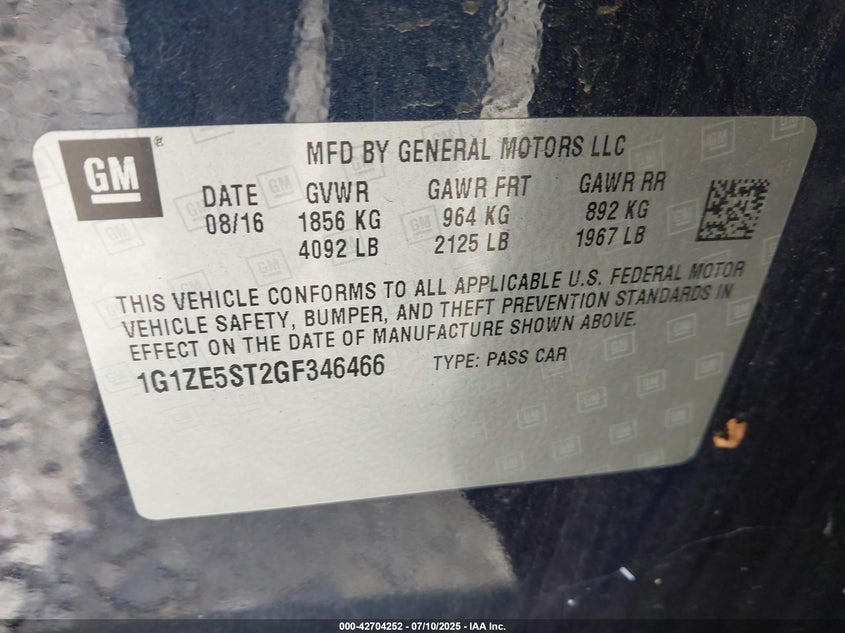 GM®
MFD BY GENERAL MOTORS LLC
DATE GVWR GAWR FRT GAWR RR
08/16 1856 KG 964 KG 892 KG
4092 LB 2125 LB 1967 LB
THIS VEHICLE CONFORMS TO ALL APPLICABLE U.S. FEDERAL MOTOR
VEHICLE SAFETY, BUMPER, AND THEFT PREVENTION STANDARDS IN
EFFECT ON THE DATE OF MANUFACTURE SHOWN ABOVE.
1G1ZE5ST2GF346466 TYPE: PASS CAR
000-42704252 - 07/10/2025 - IAA Inc.